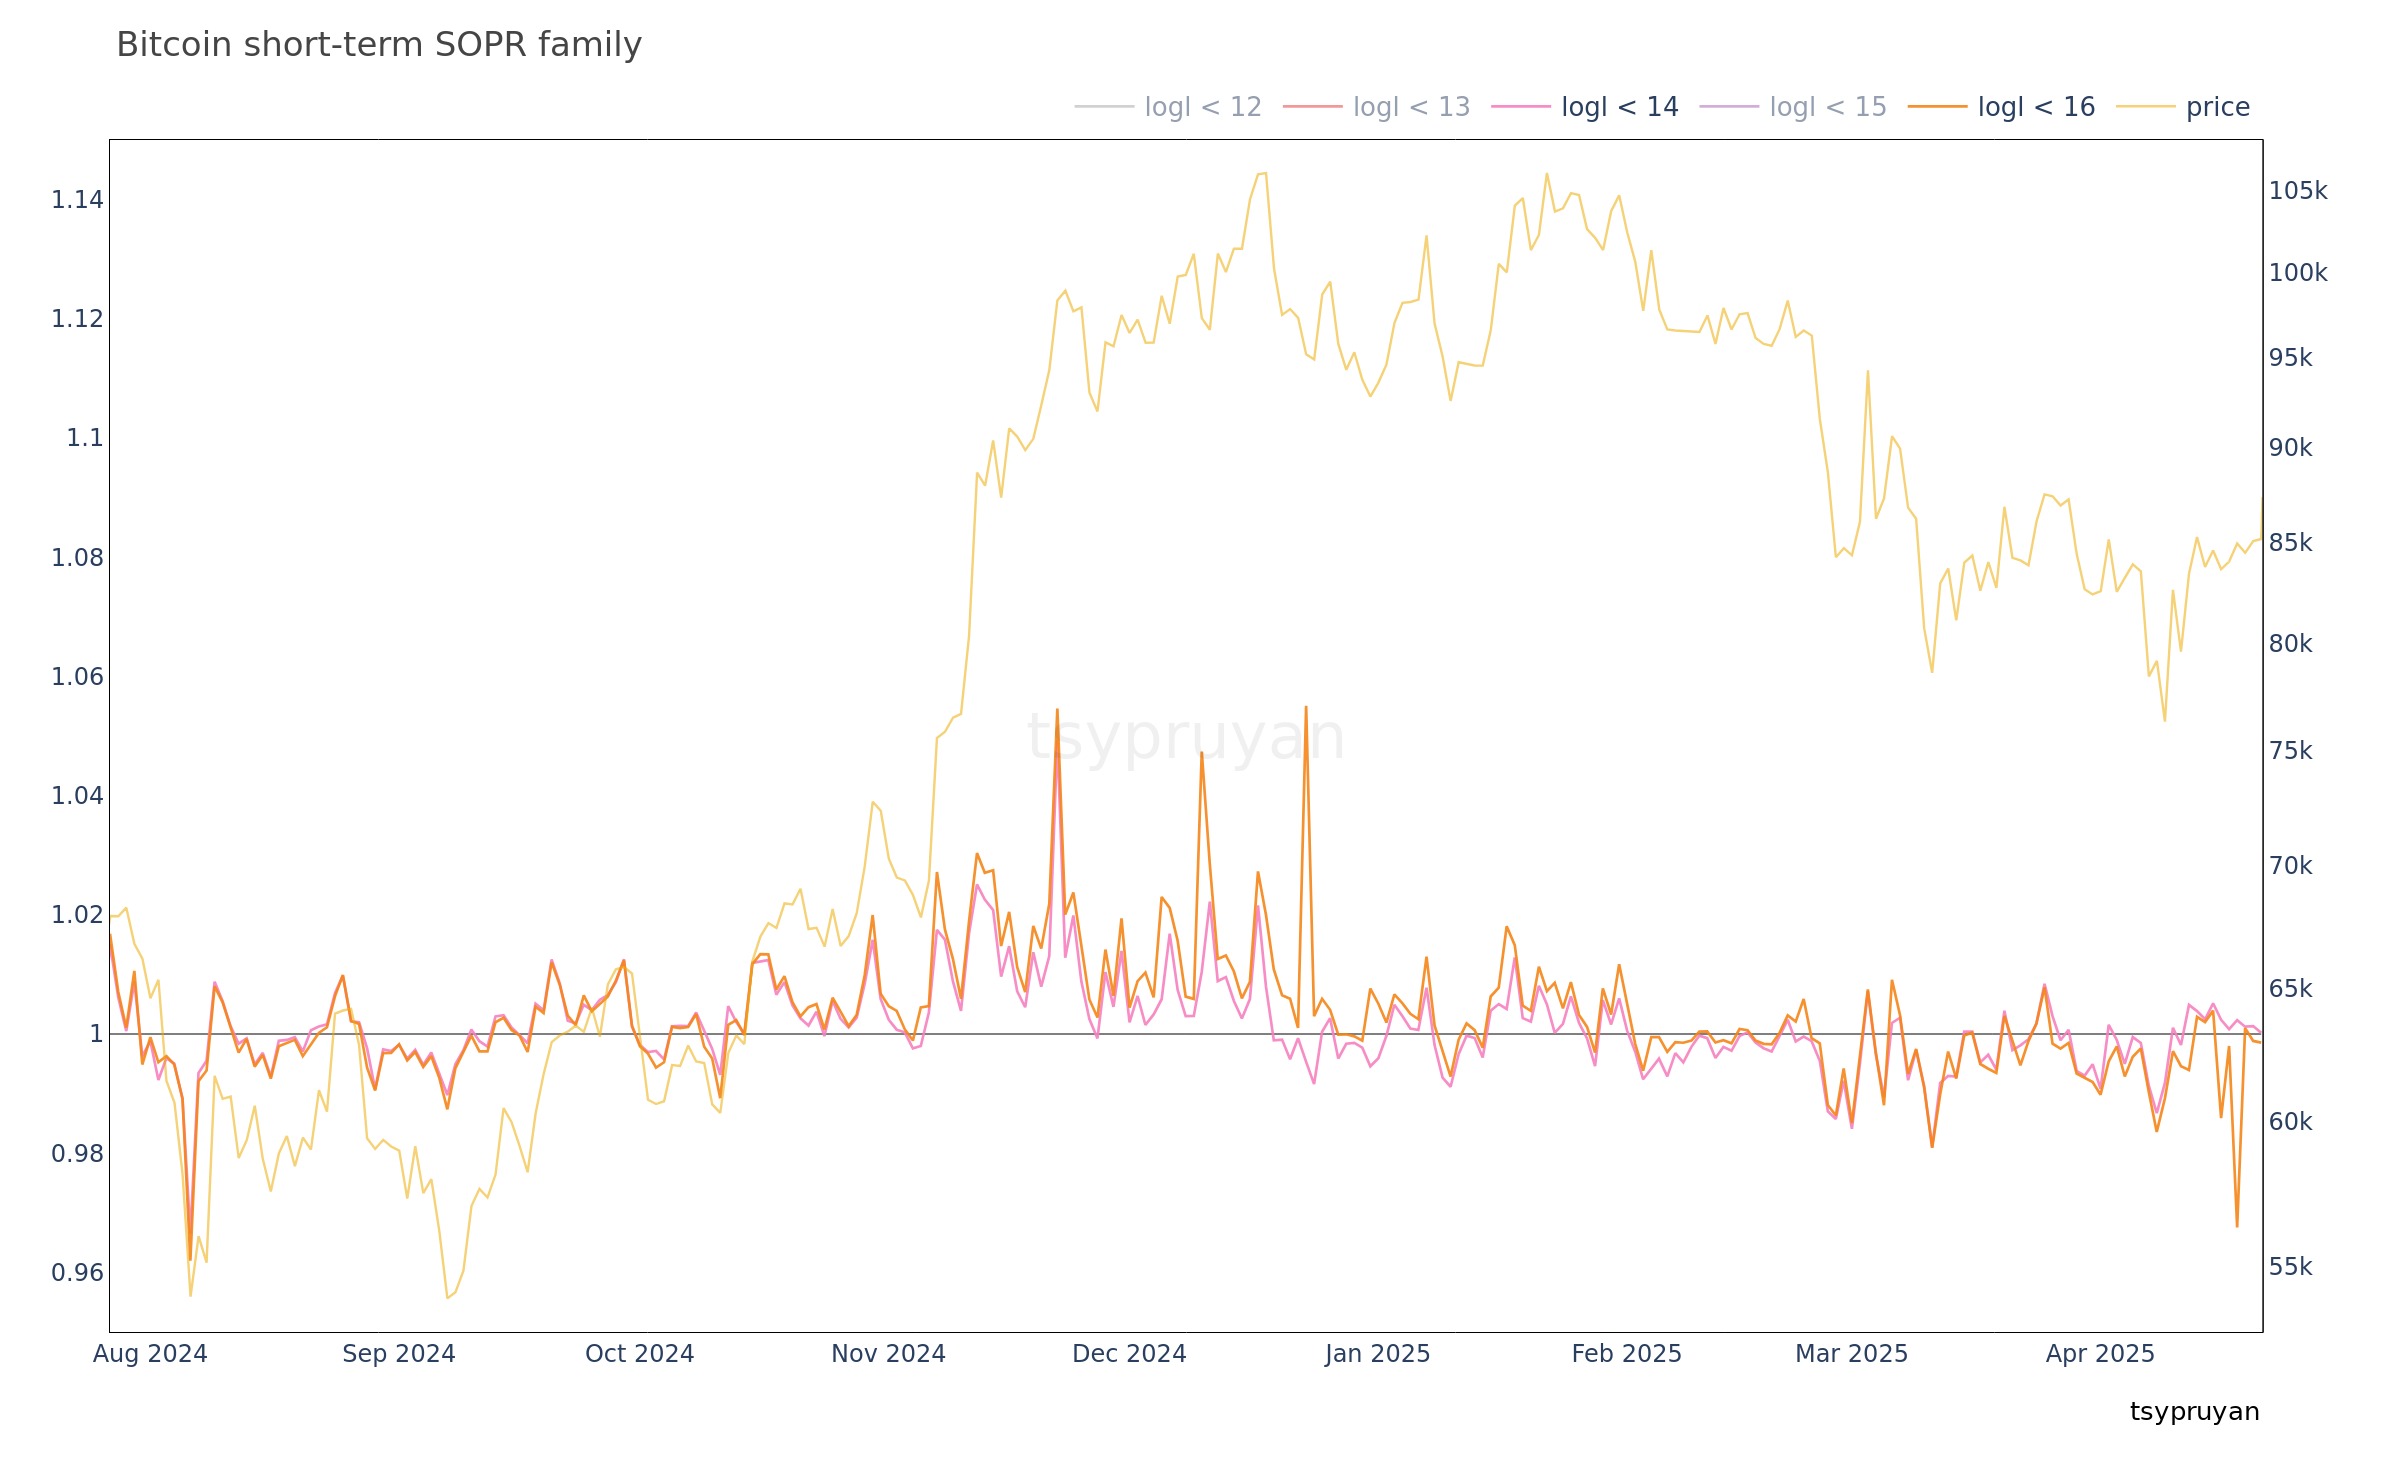 Bitcoin short-term SOPR family
logl < 12 logl < 13 logl < 14 logl < 15 logl < 16 price
1.14
1.12
1.1
1.08
1.06
1.04
1.02
1
0.98
0.96
105k
100k
95k
90k
85k
80k
75k
70k
65k
60k
55k
tsypruyan
Aug 2024 Sep 2024 Oct 2024 Nov 2024 Dec 2024 Jan 2025 Feb 2025 Mar 2025 Apr 2025
tsypruyan